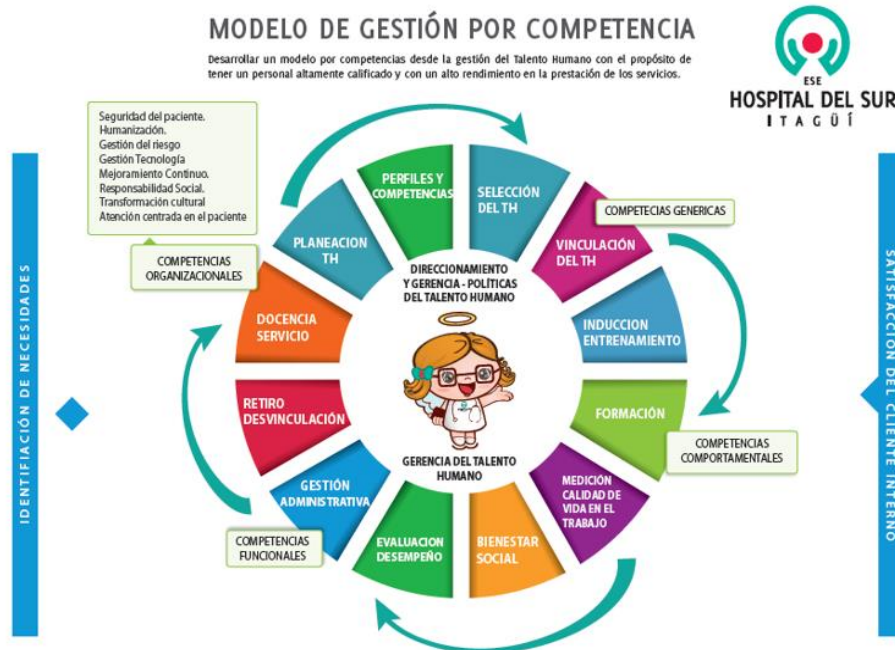 MODELO DE GESTIÓN POR COMPETENCIA
Desarrollar un modelo por competencias desde la gestión del Talento Humano con el propósito de
tener un personal altamente calificado y con un alto rendimiento en la prestación de los servicios.
ESE
HOSPITAL DEL SUR
ITAGÜÍ
Seguridad del paciente.
Humanización.
Gestión del riesgo
Gestión Tecnología
Mejoramiento Continuo.
Responsabilidad Social.
Transformación cultural
Atención centrada en el paciente
COMPETENCIAS
ORGANIZACIONALES
PLANEACION
TH
PERFILES Y
COMPETENCIAS
SELECCIÓN
DEL TH
COMPETECIAS GENERICAS
VINCULACIÓN
DEL TH
INDUCCION
ENTRENAMIENTO
FORMACIÓN
COMPETENCIAS
COMPORTAMENTALES
MEDICIÓN
CALIDAD DE
VIDA EN EL
TRABAJO
BIENESTAR
SOCIAL
EVALUACION
DESEMPEÑO
GESTIÓN
ADMINISTRATIVA
COMPETENCIAS
FUNCIONALES
RETIRO
DESVINCULACIÓN
DOCENCIA
SERVICIO
DIRECCIONAMIENTO
Y GERENCIA - POLÍTICAS
DEL TALENTO HUMANO
GERENCIA DEL TALENTO
HUMANO
IDENTIFIACIÓN DE NECESIDADES
SATISFACCIÓN DEL CLIENTE INTERNO